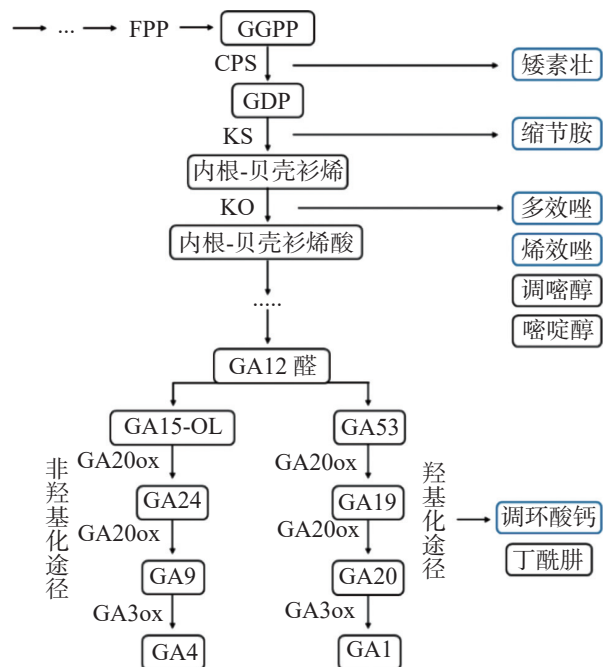 ... FPP GGPP
CPS 矮素壮
GDP
KS 缩节胺
内根-贝壳衫烯
KO 多效唑
内根-贝壳衫烯酸 烯效唑
调嘧醇
..... 嘧啶醇
GA12 醛
GA15-OL GA53
GA20ox GA20ox
非羟基化途径 羟基化途径
GA24 GA19 调环酸钙
GA20ox GA20ox
GA9 GA20 丁酰肼
GA3ox GA3ox
GA4 GA1